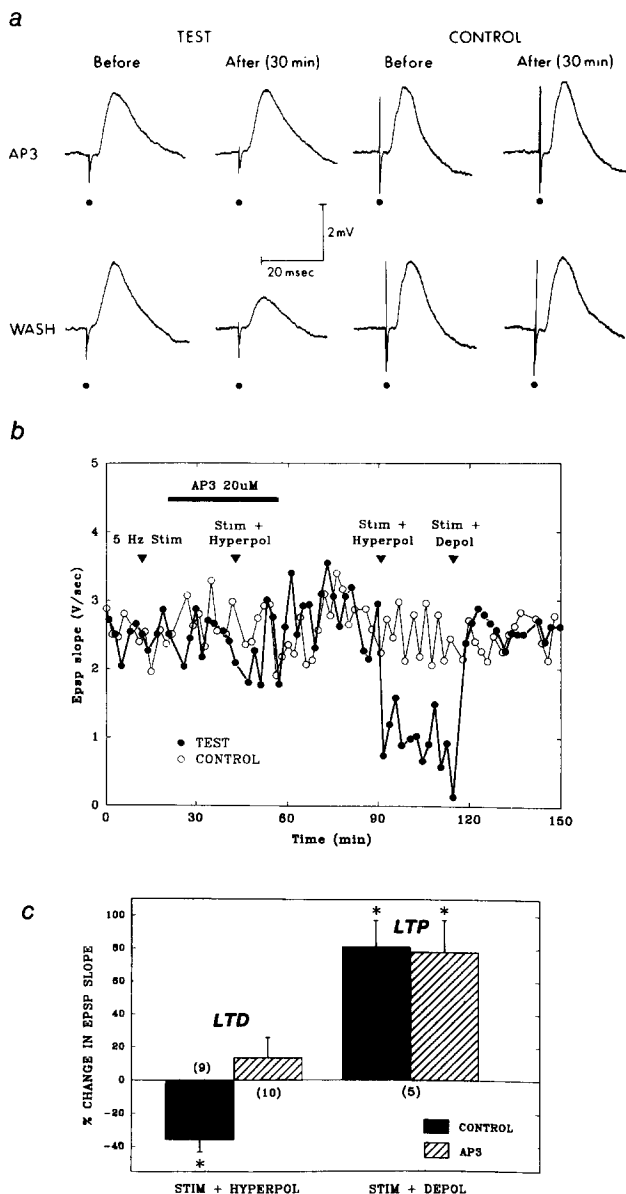 a
TEST
CONTROL
Before
After (30 min)
Before
After (30 min)
AP3
2 mV
20 msec
WASH
b
5
4
3
2
1
0
Epsp slope (V/sec)
AP3 20uM
5 Hz Stim
Stim +
Hyperpol
Stim +
Hyperpol
Stim +
Depol
TEST
CONTROL
0
30
60
90
120
150
Time (min)
c
100
80
60
40
20
0
-20
-40
% CHANGE IN EPSP SLOPE
LTD
LTP
*
*
*
(9)
(10)
(5)
CONTROL
AP3
STIM + HYPERPOL
STIM + DEPOL